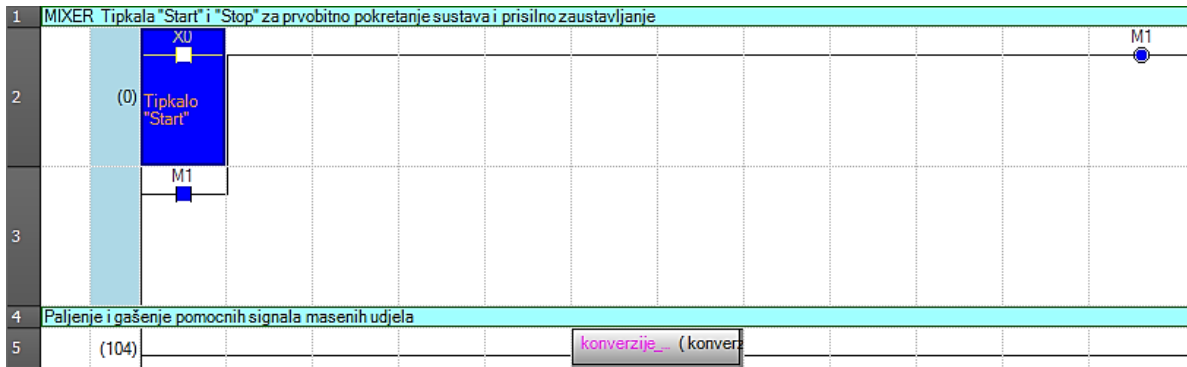 1 MIXER Tipkala "Start" i "Stop" za prvobitno pokretanje sustava i prisilno zaustavljanje
X0 M1
2 (0) Tipkalo
"Start"
M1
3
4 Paljenje i gašenje pomocnih signala masenih udjela
5 (104) konverzije_... (konverz